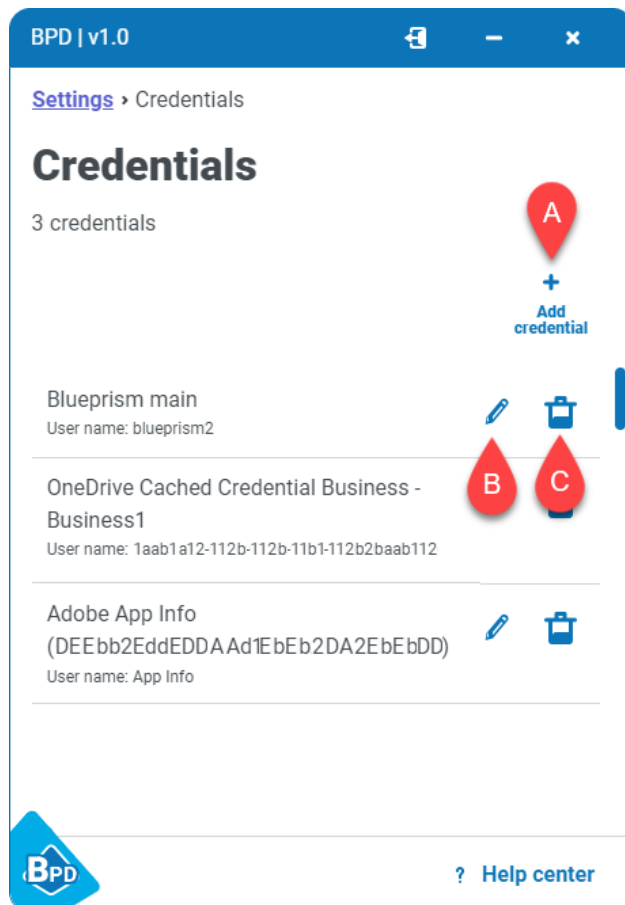 BPD | v1.0
Settings › Credentials
Credentials
3 credentials
A
+
Add
credential
Blueprism main
User name: blueprism2
B
C
OneDrive Cached Credential Business -
Business1
User name: 1aab1a12-112b-112b-11b1-112b2baab112
Adobe App Info
(DEEbb2EddEDDAAd1EbEb2DA2EbEbDD)
User name: App Info
BPD
? Help center